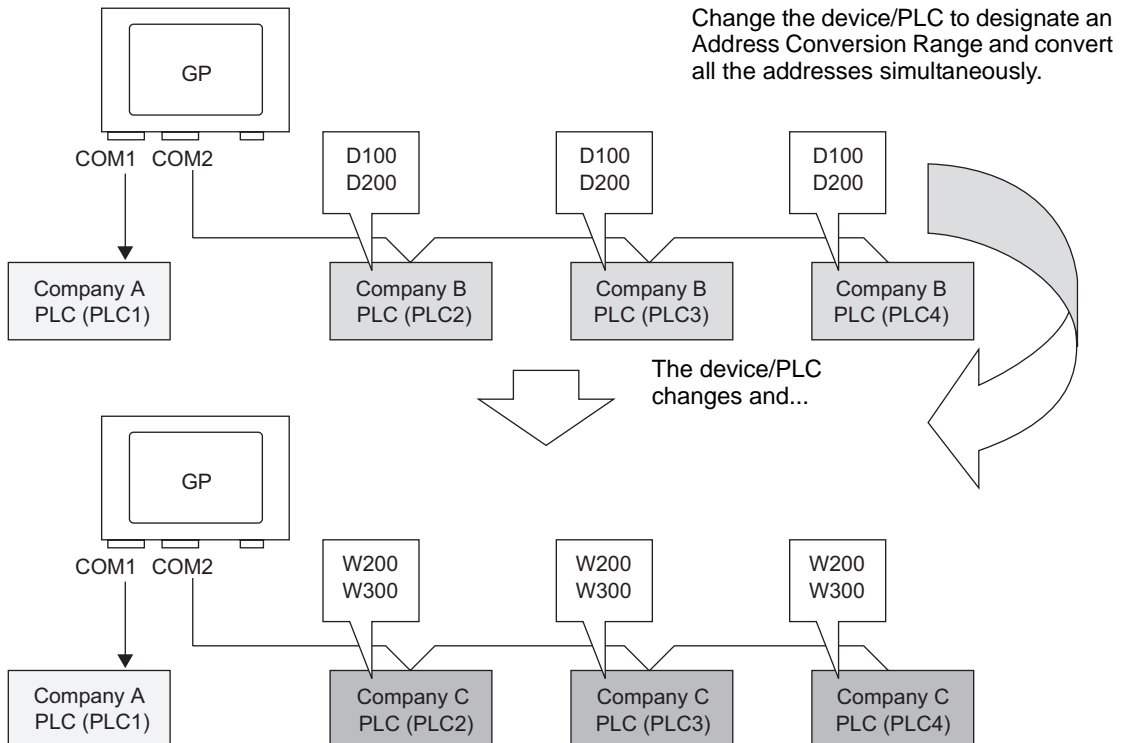 Change the device/PLC to designate an
Address Conversion Range and convert
all the addresses simultaneously.
GP
COM1 COM2
D100
D200
D100
D200
D100
D200
Company A
PLC (PLC1)
Company B
PLC (PLC2)
Company B
PLC (PLC3)
Company B
PLC (PLC4)
The device/PLC
changes and...
GP
COM1 COM2
W200
W300
W200
W300
W200
W300
Company A
PLC (PLC1)
Company C
PLC (PLC2)
Company C
PLC (PLC3)
Company C
PLC (PLC4)